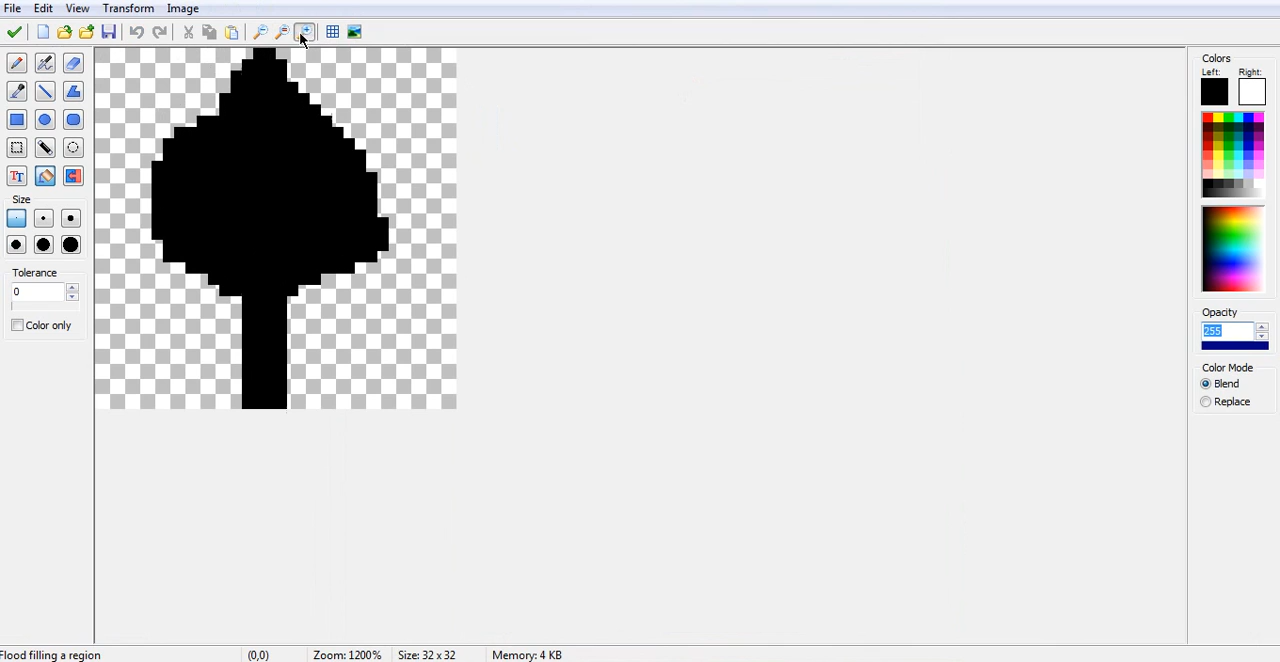 File Edit View Transform Image
Colors
Left: Right:
TT
Size
Tolerance
0
Color only
Opacity
255
Color Mode
Blend
Replace
Flood filling a region (0,0) Zoom: 1200% Size: 32 x 32 Memory: 4 KB